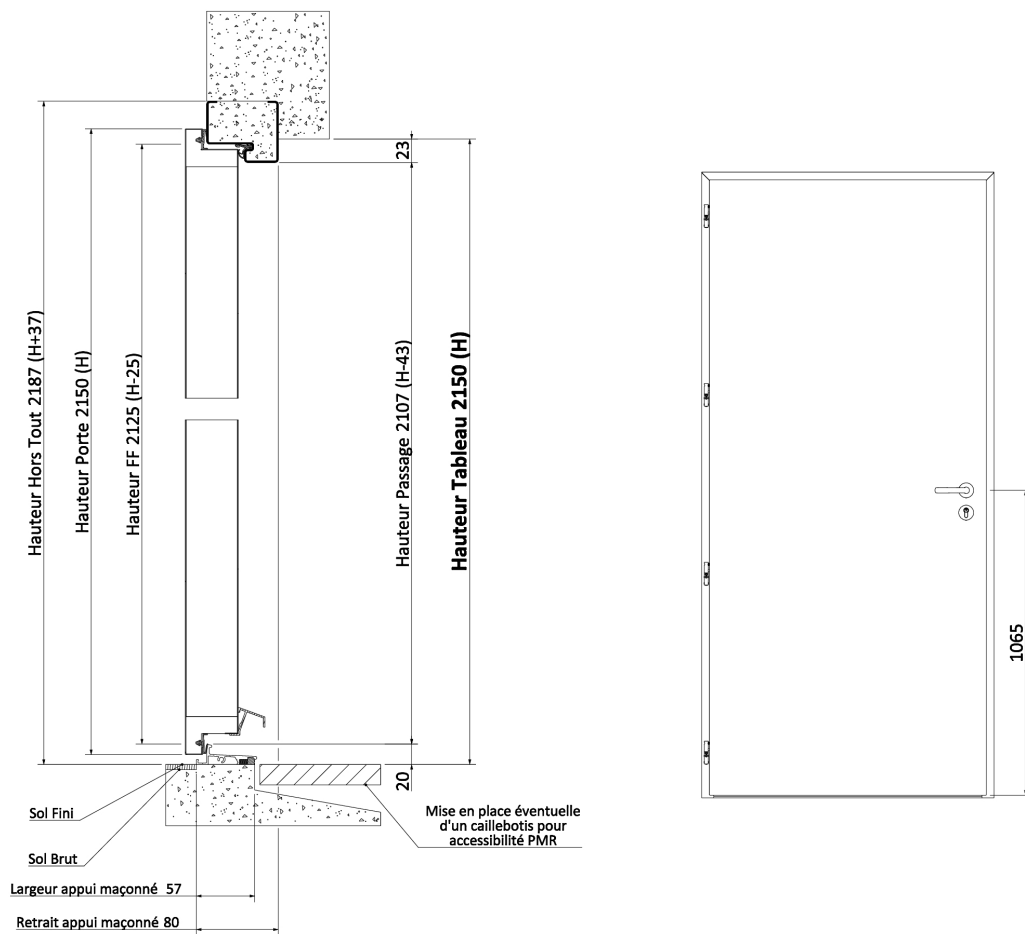 Hauteur Hors Tout 2187 (H+37)
Hauteur Porte 2150 (H)
Hauteur FF 2125 (H-25)
23
Hauteur Passage 2107 (H-43)
Hauteur Tableau 2150 (H)
20
1065
Sol Fini
Sol Brut
Mise en place éventuelle
d'un caillebotis pour
accessibilité PMR
Largeur appui maçonné 57
Retrait appui maçonné 80